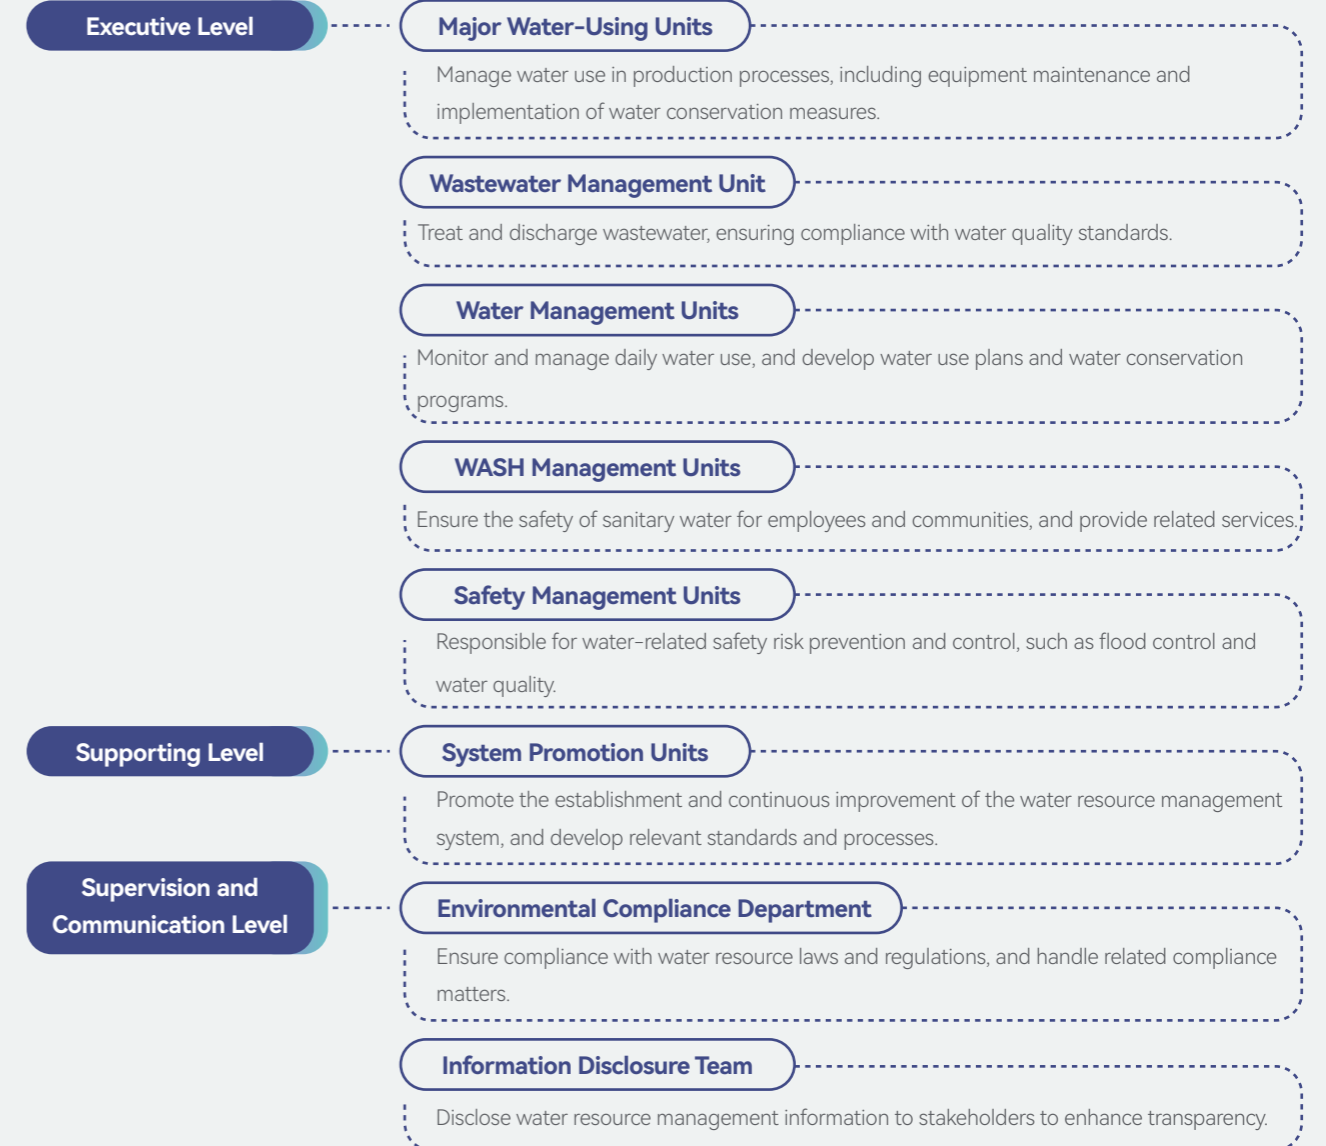 Executive Level
Major Water-Using Units
Manage water use in production processes, including equipment maintenance and
implementation of water conservation measures.
Wastewater Management Unit
Treat and discharge wastewater, ensuring compliance with water quality standards.
Water Management Units
Monitor and manage daily water use, and develop water use plans and water conservation
programs.
WASH Management Units
Ensure the safety of sanitary water for employees and communities, and provide related services.
Safety Management Units
Responsible for water-related safety risk prevention and control, such as flood control and
water quality.
Supporting Level
System Promotion Units
Promote the establishment and continuous improvement of the water resource management
system, and develop relevant standards and processes.
Supervision and
Communication Level
Environmental Compliance Department
Ensure compliance with water resource laws and regulations, and handle related compliance
matters.
Information Disclosure Team
Disclose water resource management information to stakeholders to enhance transparency.